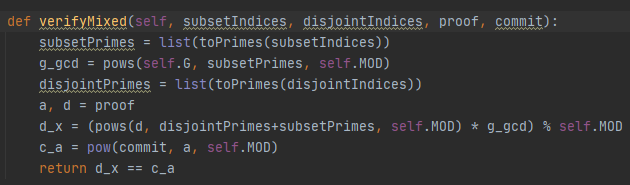 def verifyMixed(self, subsetIndices, disjointIndices, proof, commit):
    subsetPrimes = list(toPrimes(subsetIndices))
    g_gcd = pows(self.G, subsetPrimes, self.MOD)
    disjointPrimes = list(toPrimes(disjointIndices))
    a, d = proof
    d_x = (pows(d, disjointPrimes+subsetPrimes, self.MOD) * g_gcd) % self.MOD
    c_a = pow(commit, a, self.MOD)
    return d_x == c_a